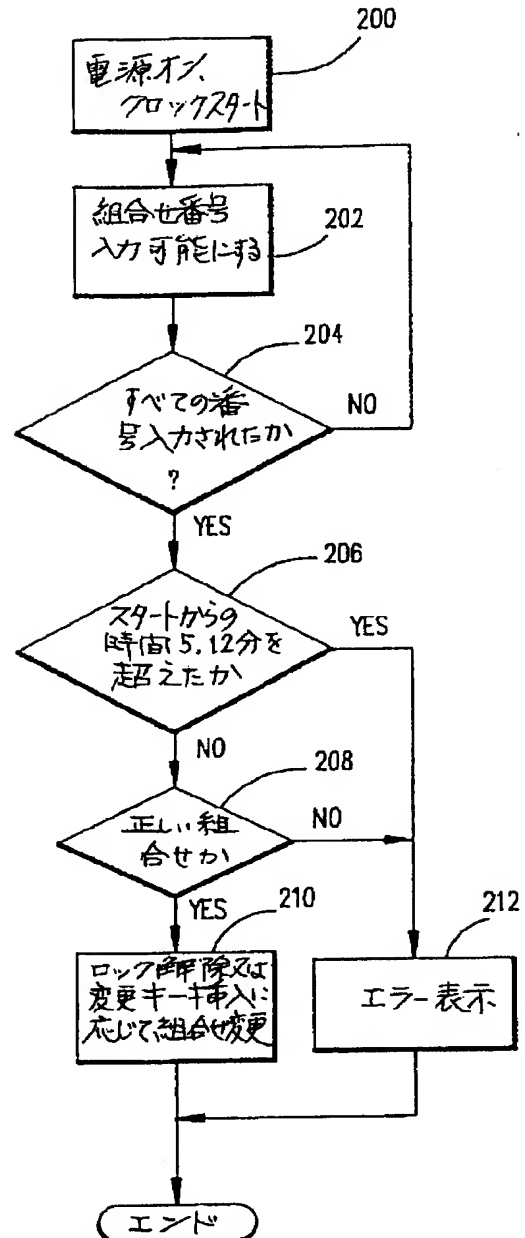 200
電源オン、
クロックスタート
組合せ番号
入力可能にする
202
204
すべての番
号入力されたか
?
NO
YES
206
スタートからの
時間5.12分を
超えたか
YES
NO
208
正しい組
合せか
NO
YES
210
212
ロック解除又は
変更キー挿入に
応じて、組合せ変更
エラー表示
エンド